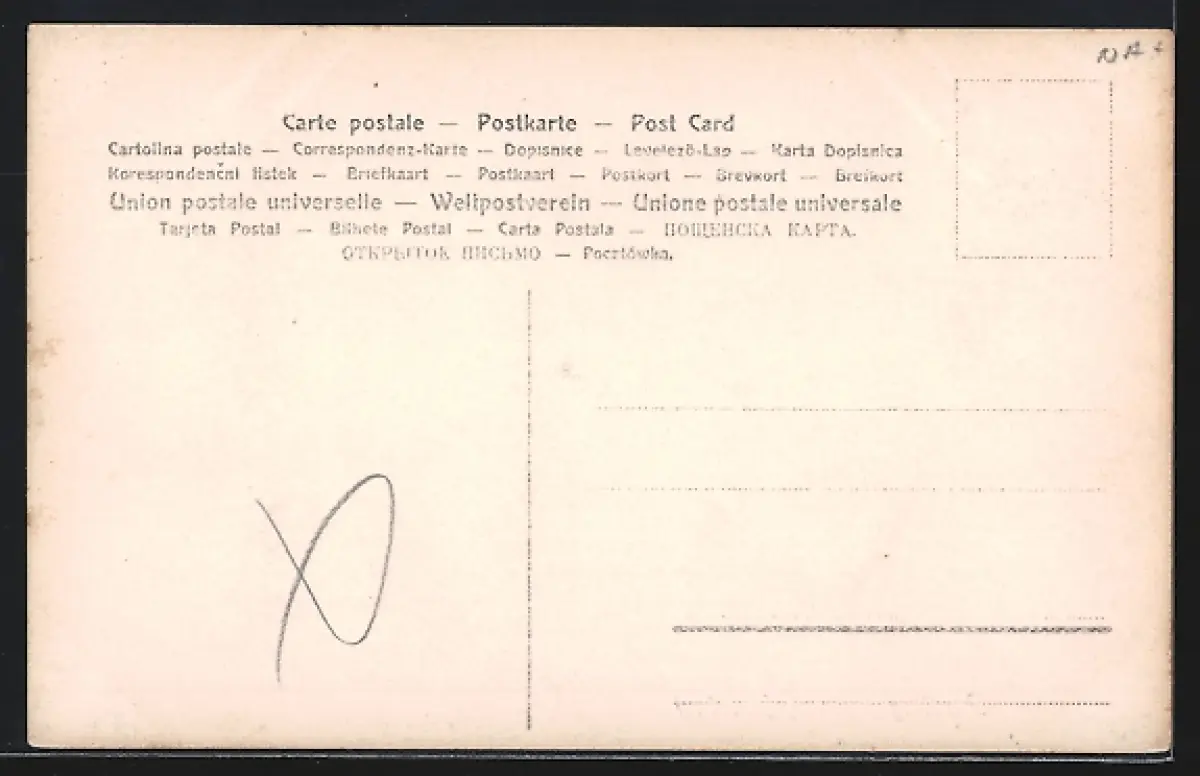 Carte postale — Postkarte — Post Card
Cartolina postale — Correspondenz-Karte — Dopisnice — Levelező-Lap — Karta Dopisnica
Korespondenční lístek — Briefkaart — Postkaart — Postkort — Brevkort — Brefkort
Union postale universelle — Weltpostverein — Unione postale universale
Tarjeta Postal — Bilhete Postal — Carta Postala — ПОЩЕНСКА КАРТА.
ОТКРЫТОЕ ПИСЬМО — Pocztówka.